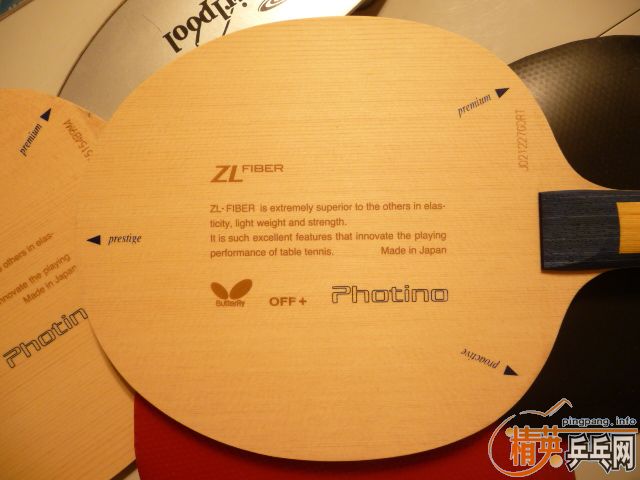 rlpool
premium
premium
J0212276ORT
51548RMA
ZL FIBER
ZL-FIBER is extremely superior to the others in elas-
ticity, light weight and strength.
It is such excellent features that innovate the playing
performance of table tennis. Made in Japan
prestige
Butterfly OFF + Photino
proactive
o others in elas-
nnovate the playing
Made in Japan
Photin
pingpang.info
精英乒乓网